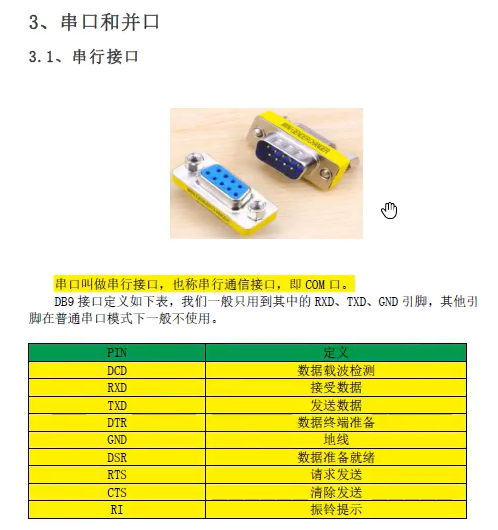 3、串口和并口
3.1、串行接口
MINI GENDER CHANGER
串口叫做串行接口，也称串行通信接口，即 COM 口。
DB9 接口定义如下表，我们一般只用到其中的 RXD、TXD、GND 引脚，其他引
脚在普通串口模式下一般不使用。
PIN 定义
DCD 数据载波检测
RXD 接受数据
TXD 发送数据
DTR 数据终端准备
GND 地线
DSR 数据准备就绪
RTS 请求发送
CTS 清除发送
RI 振铃提示